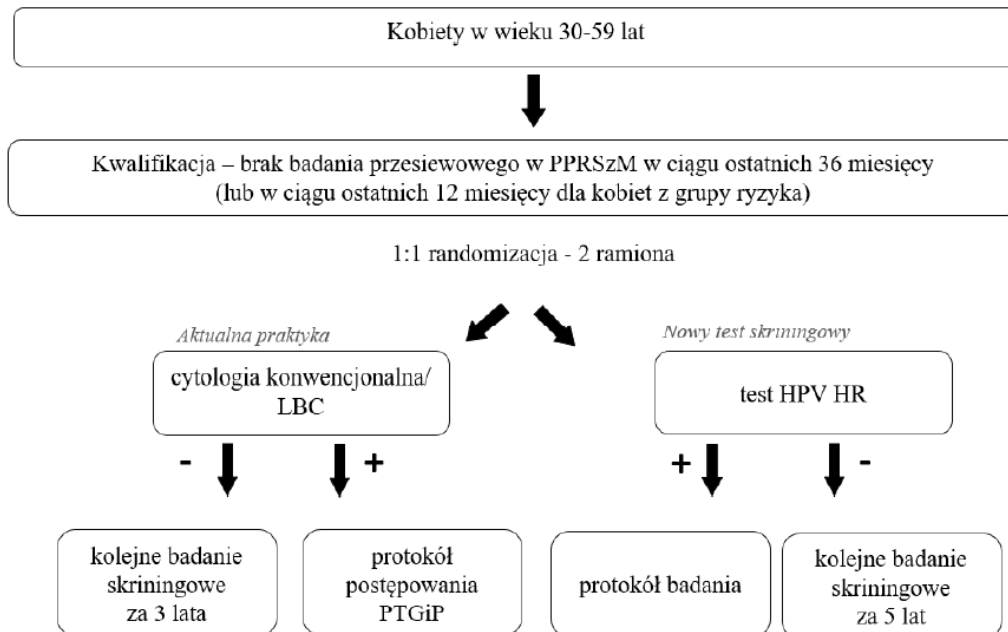 Kobiety w wieku 30-59 lat
Kwalifikacja – brak badania przesiewowego w PPRSzM w ciągu ostatnich 36 miesięcy
(lub w ciągu ostatnich 12 miesięcy dla kobiet z grupy ryzyka)
1:1 randomizacja - 2 ramiona
Aktualna praktyka
cytologia konwencjonalna/
LBC
Nowy test skriningowy
test HPV HR
-
+
+
-
kolejne badanie
skriningowe
za 3 lata
protokół
postępowania
PTGiP
protokół badania
kolejne badanie
skriningowe
za 5 lat